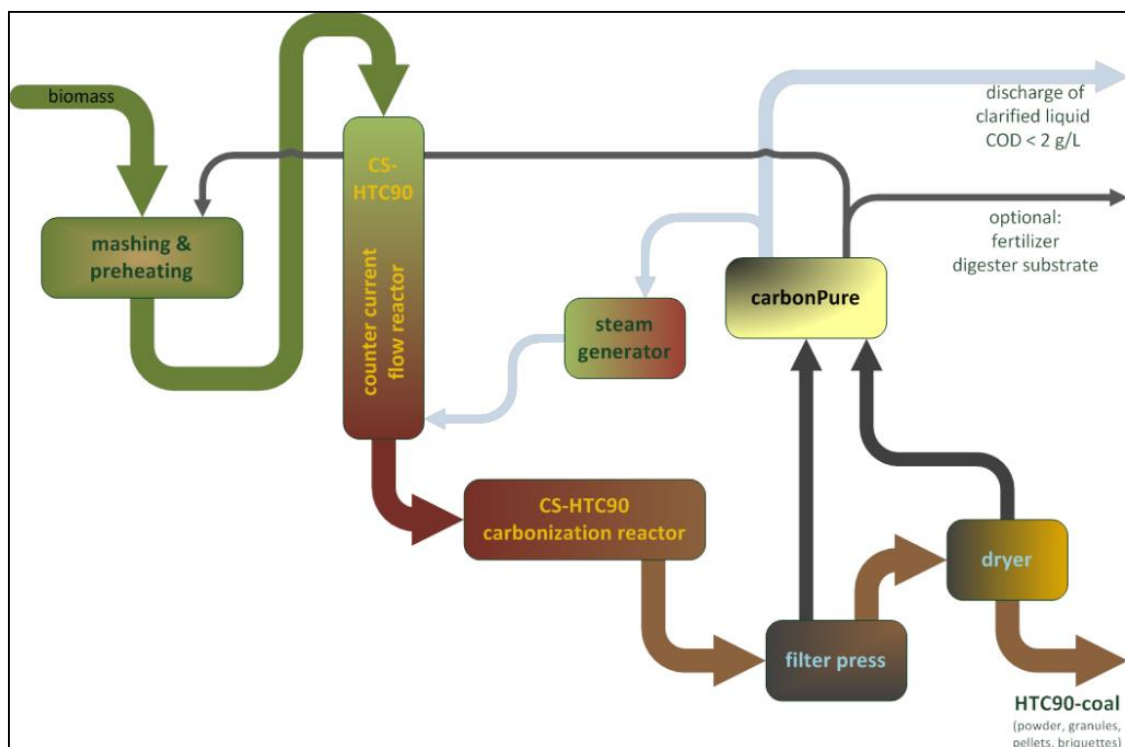 biomass
mashing &
preheating
CS-
HTC90
counter current
flow reactor
discharge of
clarified liquid
COD < 2 g/L
optional:
fertilizer
digester substrate
carbonPure
steam
generator
CS-HTC90
carbonization reactor
dryer
filter press
HTC90-coal
(powder, granules,
pellets, briquettes)